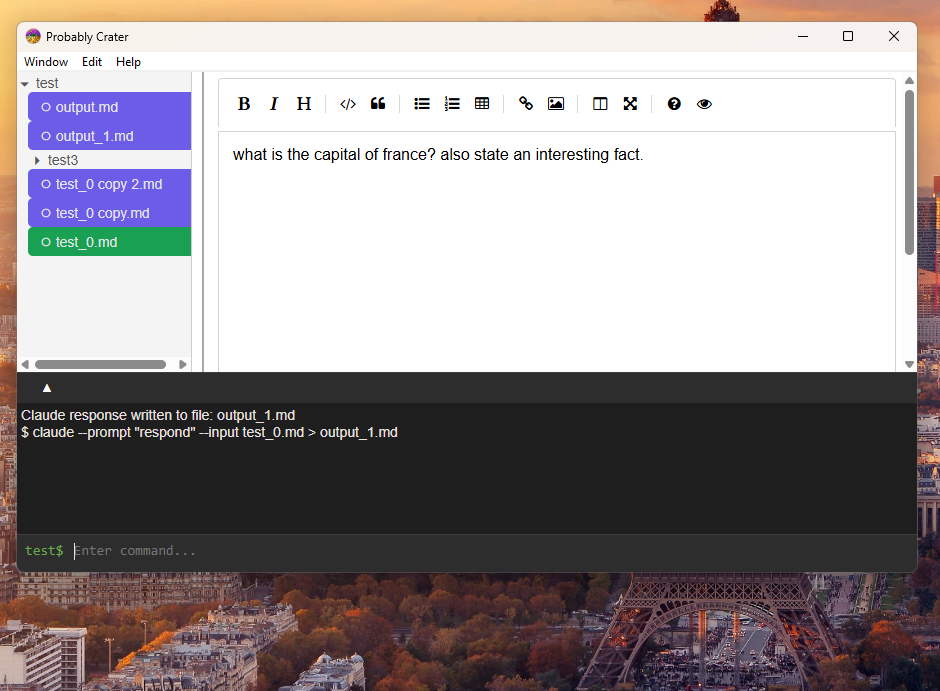 Probably Crater
Window Edit Help
test
output.md
output_1.md
test3
test_0 copy 2.md
test_0 copy.md
test_0.md
B I H
what is the capital of france? also state an interesting fact.
Claude response written to file: output_1.md
$ claude --prompt "respond" --input test_0.md > output_1.md
test$ Enter command...